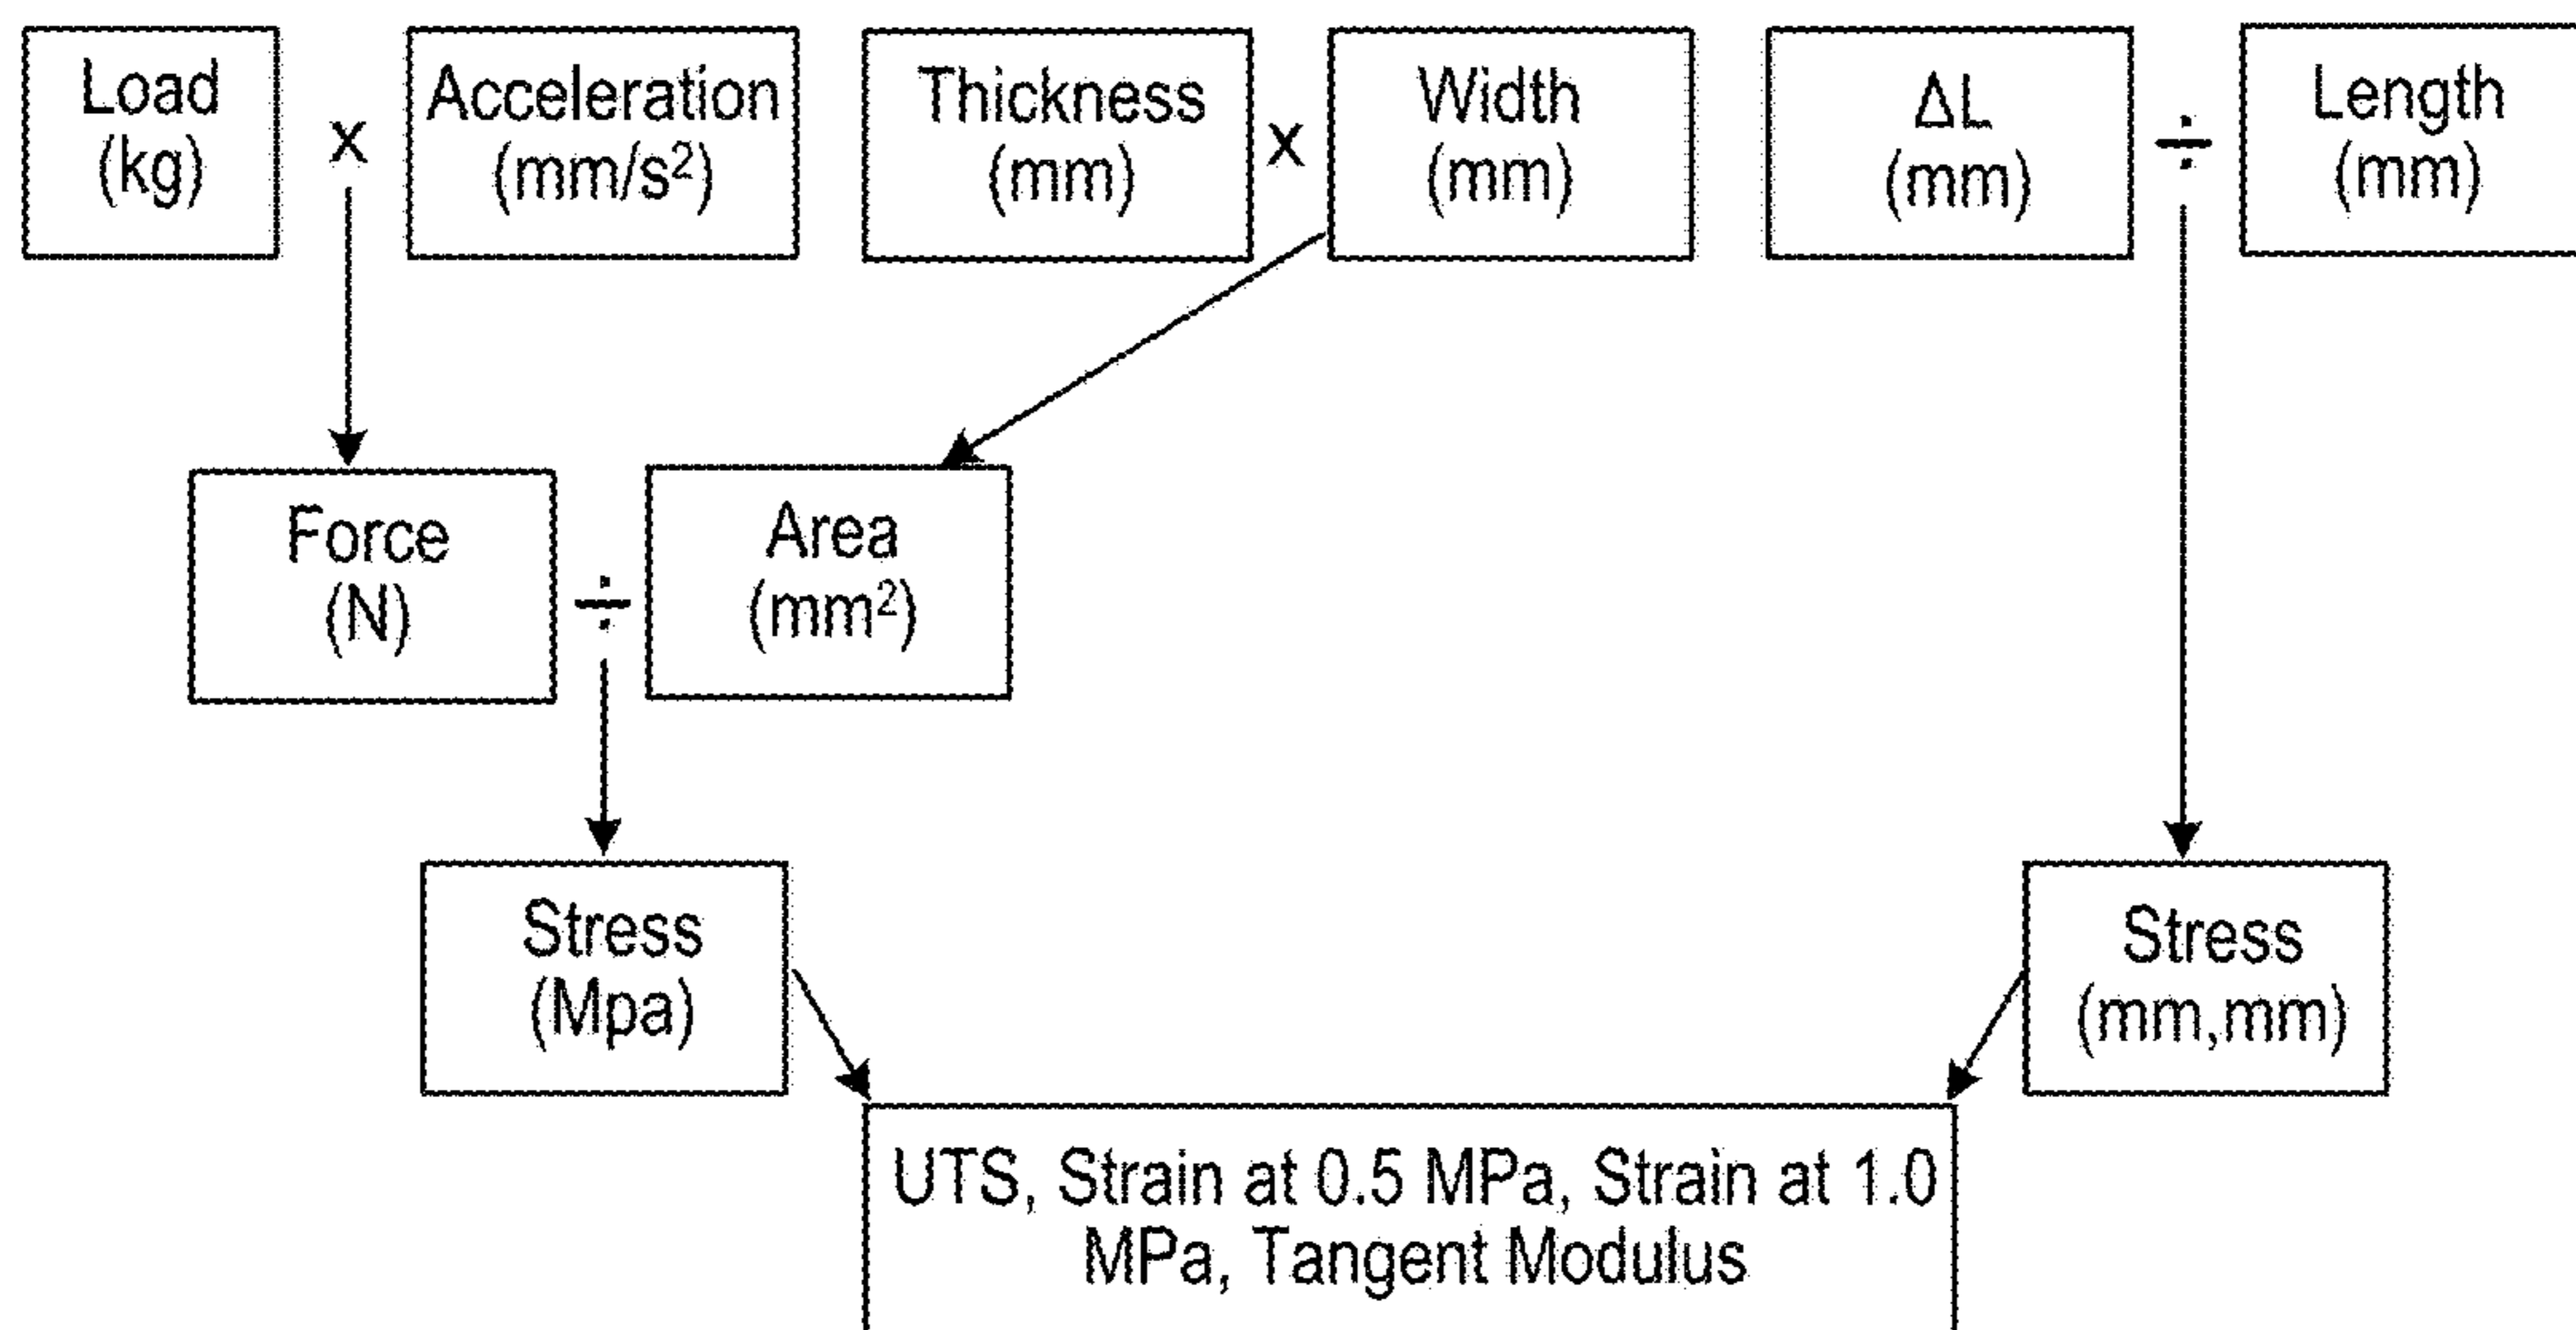 Load
(kg)
x
Acceleration
(mm/s²)
Thickness
(mm)
x
Width
(mm)
ΔL
(mm)
÷
Length
(mm)
Force
(N)
÷
Area
(mm²)
Stress
(Mpa)
Stress
(mm,mm)
UTS, Strain at 0.5 MPa, Strain at 1.0
MPa, Tangent Modulus